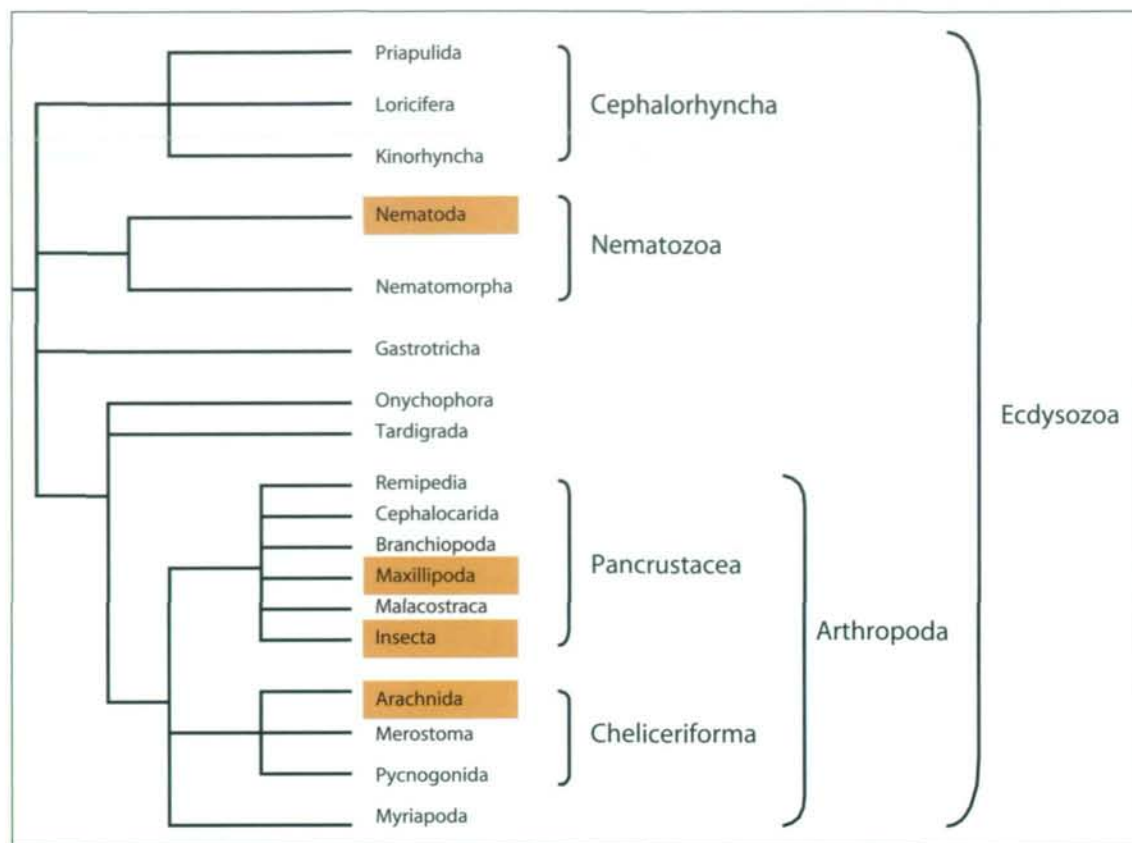 Priapulida
Loricifera
Kinorhyncha
Cephalorhyncha
Nematoda
Nematomorpha
Nematozoa
Gastrotricha
Onychophora
Tardigrada
Remipedia
Cephalocarida
Branchiopoda
Maxillipoda
Malacostraca
Insecta
Pancrustacea
Arachnida
Merostoma
Pycnogonida
Cheliceriforma
Myriapoda
Arthropoda
Ecdysozoa